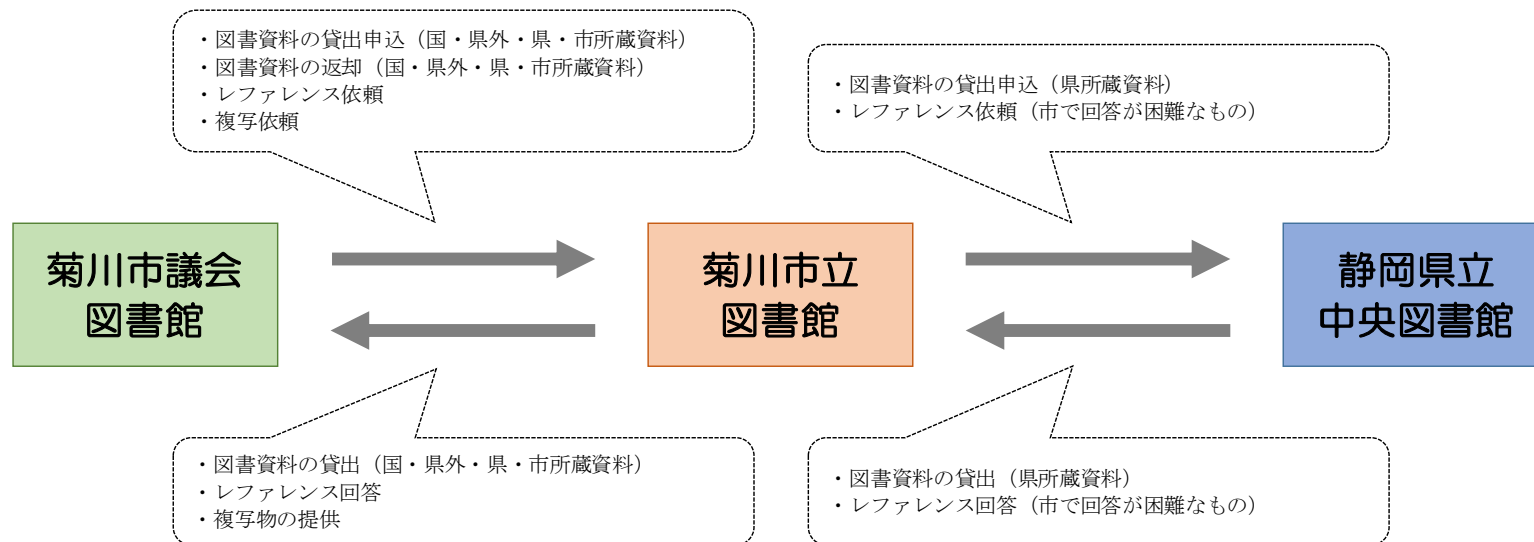 ・図書資料の貸出申込（国・県外・県・市所蔵資料）
・図書資料の返却（国・県外・県・市所蔵資料）
・レファレンス依頼
・複写依頼
・図書資料の貸出申込（県所蔵資料）
・レファレンス依頼（市で回答が困難なもの）
菊川市議会
図書館
菊川市立
図書館
静岡県立
中央図書館
・図書資料の貸出（国・県外・県・市所蔵資料）
・レファレンス回答
・複写物の提供
・図書資料の貸出（県所蔵資料）
・レファレンス回答（市で回答が困難なもの）